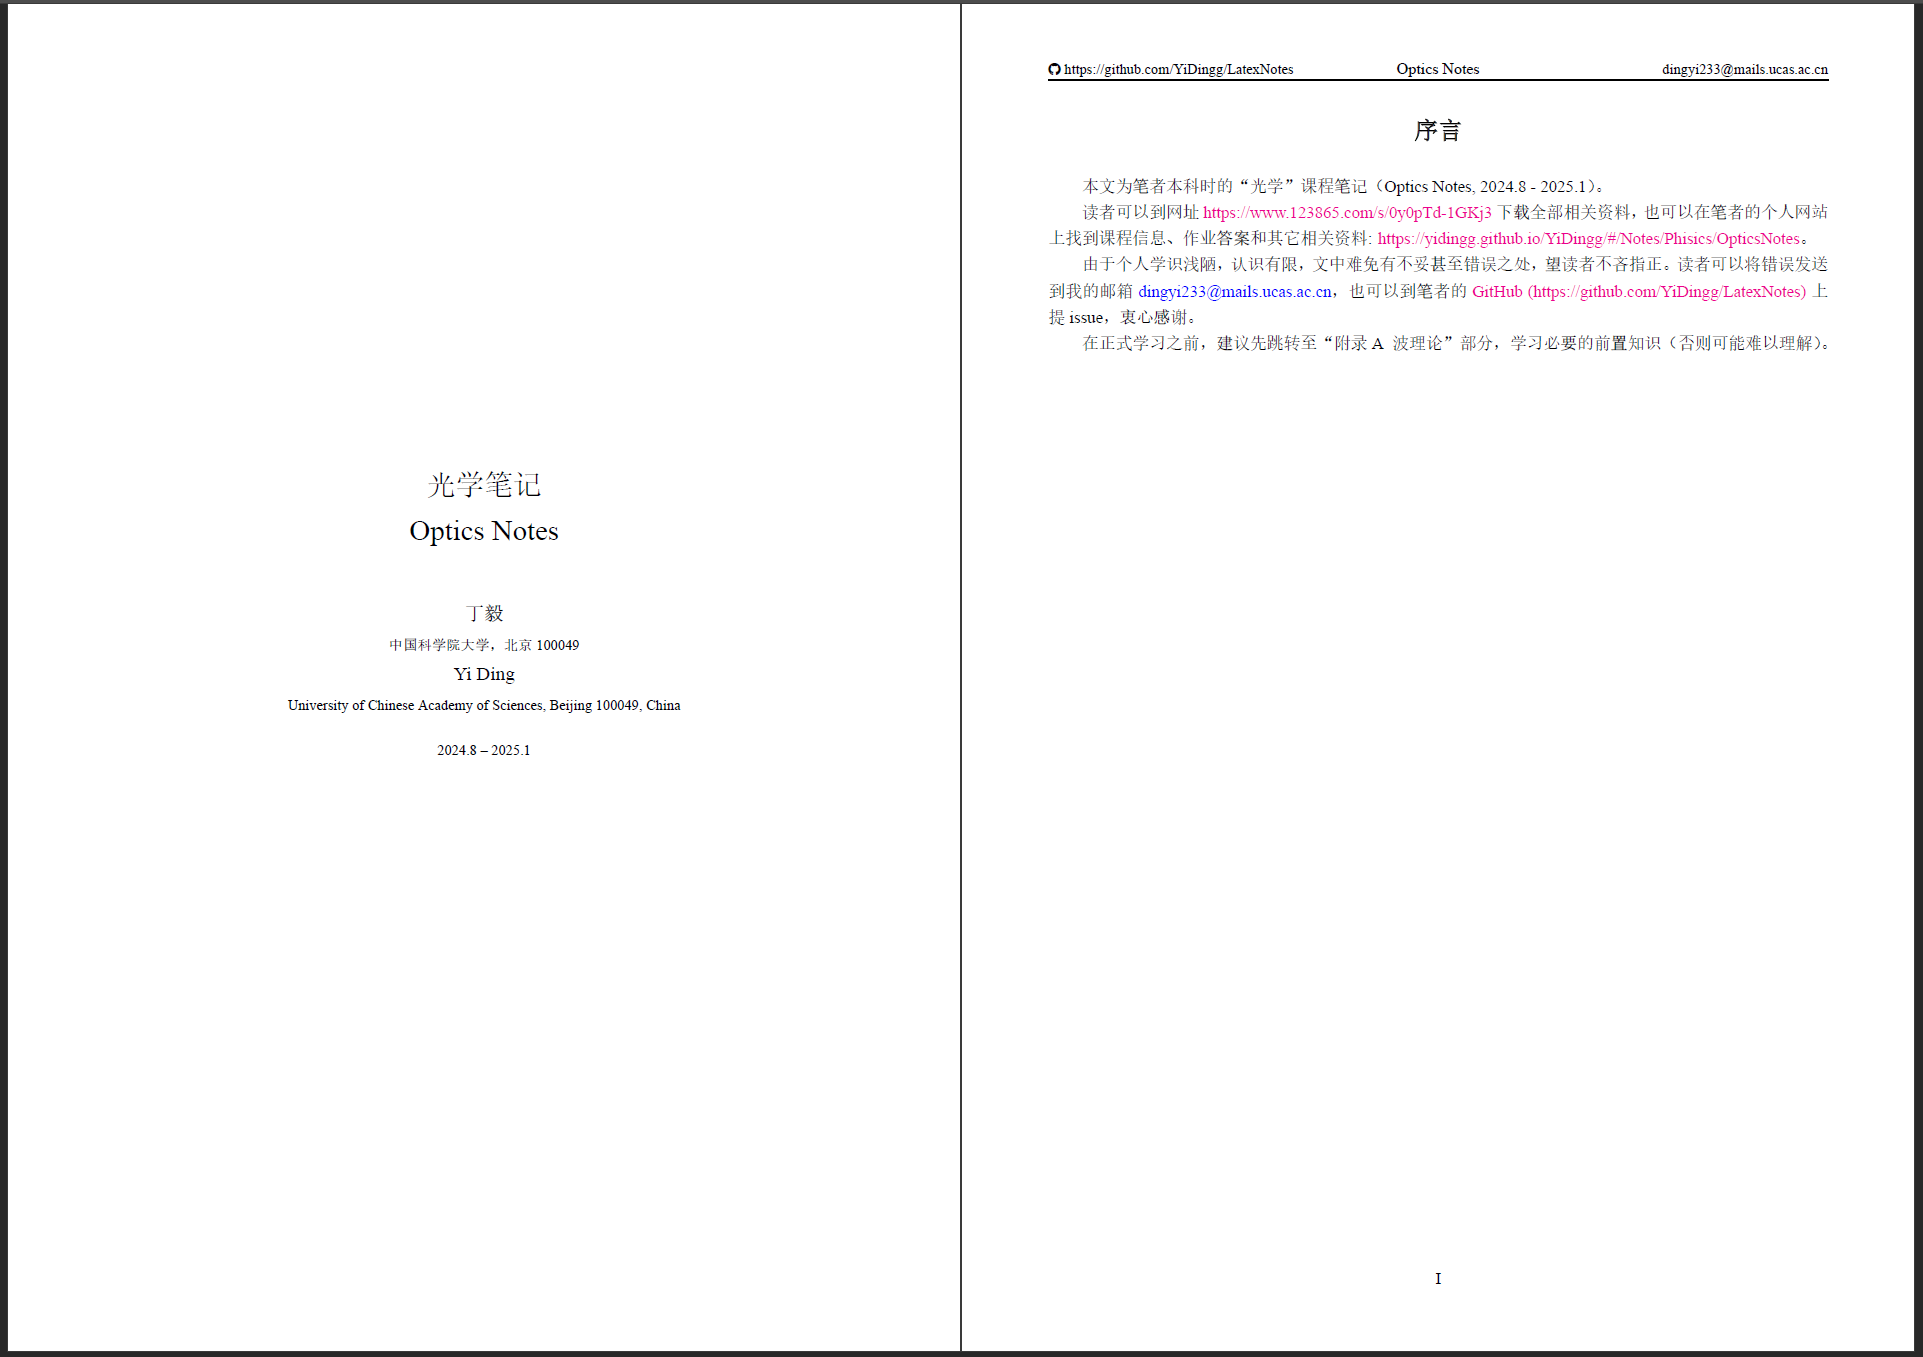 光学笔记
Optics Notes
丁毅
中国科学院大学，北京 100049
Yi Ding
University of Chinese Academy of Sciences, Beijing 100049, China
2024.8 – 2025.1
https://github.com/YiDingg/LatexNotes Optics Notes dingyi233@mails.ucas.ac.cn
序言
本文为笔者本科时的“光学”课程笔记（Optics Notes, 2024.8 - 2025.1）。
读者可以到网址 https://www.123865.com/s/0y0pTd-1GKj3 下载全部相关资料，也可以在笔者的个人网站
上找到课程信息、作业答案和其它相关资料: https://yidingg.github.io/YiDingg/#/Notes/Phisics/OpticsNotes。
由于个人学识浅陋，认识有限，文中难免有不妥甚至错误之处，望读者不吝指正。读者可以将错误发送
到我的邮箱 dingyi233@mails.ucas.ac.cn，也可以到笔者的 GitHub (https://github.com/YiDingg/LatexNotes) 上
提 issue，衷心感谢。
在正式学习之前，建议先跳转至“附录 A 波理论”部分，学习必要的前置知识（否则可能难以理解）。
I